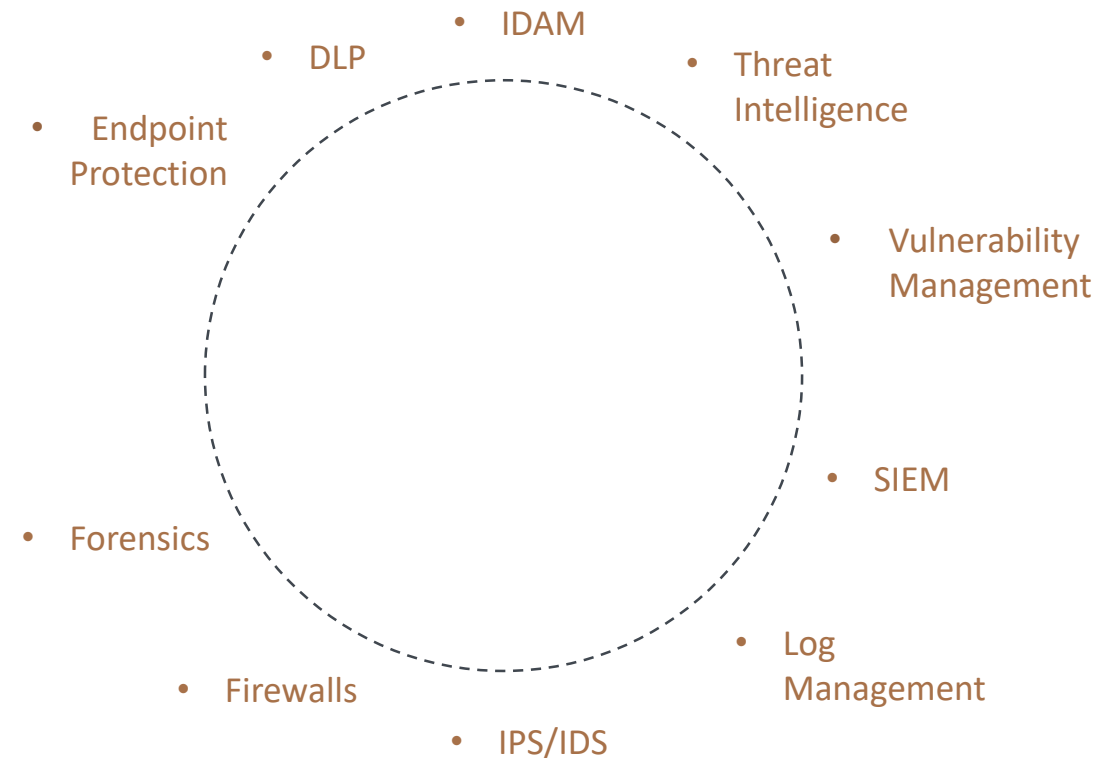 • IDAM
• DLP
• Threat
Intelligence
• Endpoint
Protection
• Vulnerability
Management
• SIEM
• Forensics
• Log
Management
• Firewalls
• IPS/IDS